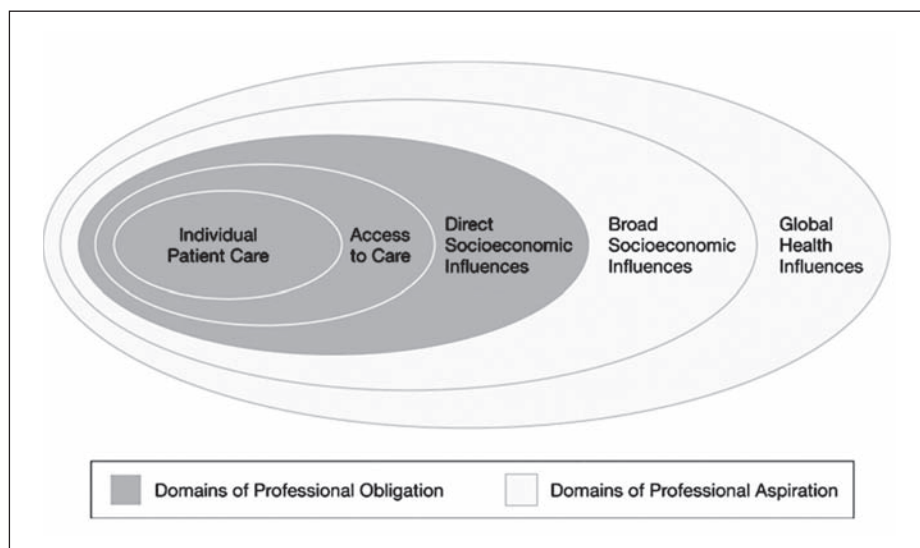 Individual
Patient Care
Access
to Care
Direct
Socioeconomic
Influences
Broad
Socioeconomic
Influences
Global
Health
Influences
Domains of Professional Obligation
Domains of Professional Aspiration